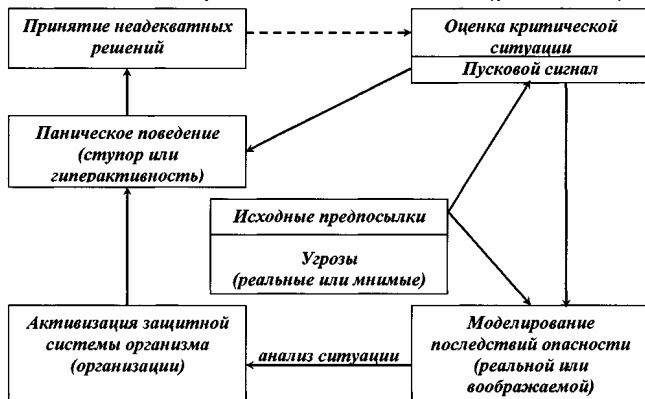 Принятие неадекватных
решений
Оценка критической
ситуации
Пусковой сигнал
Паническое поведение
(ступор или
гиперактивность)
Исходные предпосылки
Угрозы
(реальные или мнимые)
Активизация защитной
системы организма
(организации)
анализ ситуации
Моделирование
последствий опасности
(реальной или
воображаемой)